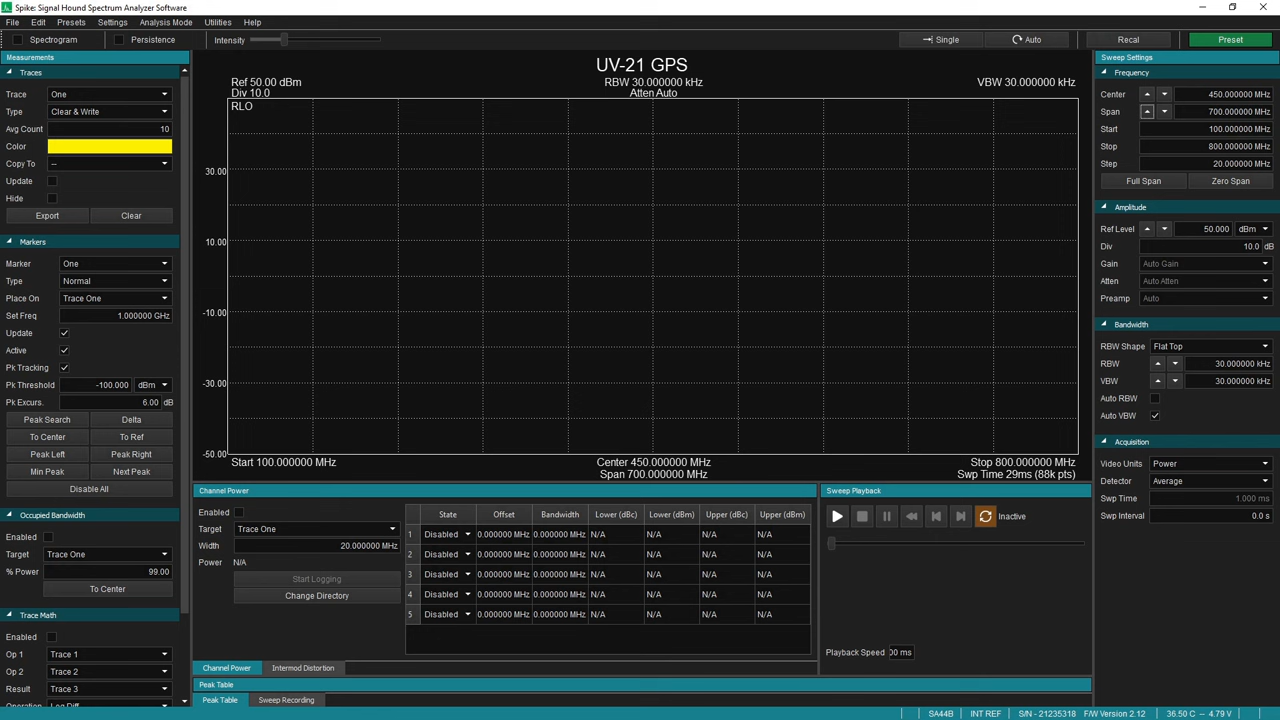 Spike: Signal Hound Spectrum Analyzer Software
File Edit Presets Settings Analysis Mode Utilities Help
Spectrogram Persistence Intensity Single Auto Recal Preset
Measurements
Traces
Trace One
Type Clear & Write
Avg Count 10
Color
Copy To --
Update
Hide
Export Clear
Markers
Marker One
Type Normal
Place On Trace One
Set Freq 1.000000 GHz
Update
Active
Pk Tracking
Pk Threshold -100.000 dBm
Pk Excurs. 6.00 dB
Peak Search Delta
To Center To Ref
Peak Left Peak Right
Min Peak Next Peak
Disable All
Occupied Bandwidth
Enabled
Target Trace One
% Power 99.00
To Center
Trace Math
Enabled
Op 1 Trace 1
Op 2 Trace 2
Result Trace 3
Operation Log Diff
UV-21 GPS
Ref 50.00 dBm RBW 30.000000 kHz VBW 30.000000 kHz
Div 10.0 Atten Auto
RLO
30.00
10.00
-10.00
-30.00
-50.00
Start 100.000000 MHz Center 450.000000 MHz Stop 800.000000 MHz
Span 700.000000 MHz Swp Time 29ms (88k pts)
Channel Power
Enabled
Target Trace One
Width 20.000000 MHz
Power N/A
Start Logging
Change Directory
State Offset Bandwidth Lower (dBc) Lower (dBm) Upper (dBc) Upper (dBm)
1 Disabled 0.000000 MHz 0.000000 MHz N/A N/A N/A N/A
2 Disabled 0.000000 MHz 0.000000 MHz N/A N/A N/A N/A
3 Disabled 0.000000 MHz 0.000000 MHz N/A N/A N/A N/A
4 Disabled 0.000000 MHz 0.000000 MHz N/A N/A N/A N/A
5 Disabled 0.000000 MHz 0.000000 MHz N/A N/A N/A N/A
Channel Power Intermod Distortion
Peak Table
Peak Table Sweep Recording
Sweep Playback
Inactive
Playback Speed 00 ms
Sweep Settings
Frequency
Center 450.000000 MHz
Span 700.000000 MHz
Start 100.000000 MHz
Stop 800.000000 MHz
Step 20.000000 MHz
Full Span Zero Span
Amplitude
Ref Level 50.000 dBm
Div 10.0 dB
Gain Auto Gain
Atten Auto Atten
Preamp Auto
Bandwidth
RBW Shape Flat Top
RBW 30.000000 kHz
VBW 30.000000 kHz
Auto RBW
Auto VBW
Acquisition
Video Units Power
Detector Average
Swp Time 1.000 ms
Swp Interval 0.0 s
SA44B INT REF S/N - 21235318 F/W Version 2.12 36.50 C -- 4.79 V